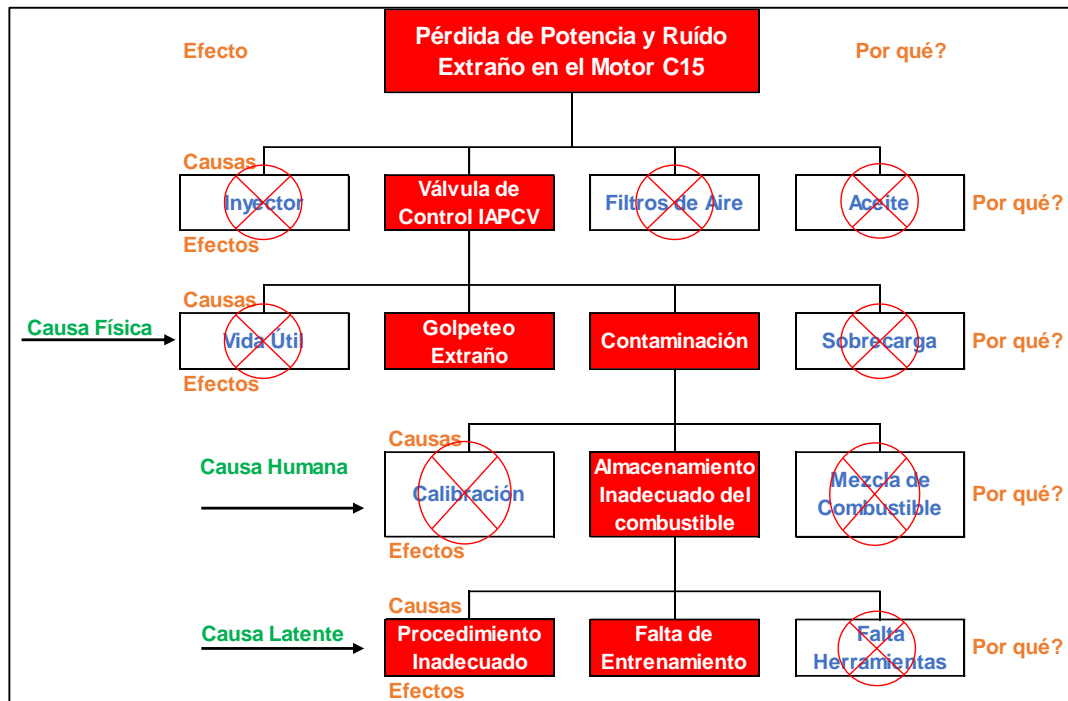 Efecto
Pérdida de Potencia y Ruído
Extraño en el Motor C15
Por qué?
Causas
Inyector
Efectos
Válvula de
Control IAPCV
Filtros de Aire
Aceite
Por qué?
Causa Física
Causas
Vida Útil
Efectos
Golpeteo
Extraño
Contaminación
Sobrecarga
Por qué?
Causa Humana
Causas
Calibración
Efectos
Almacenamiento
Inadecuado del
combustible
Mezcla de
Combustible
Por qué?
Causa Latente
Causas
Procedimiento
Inadecuado
Efectos
Falta de
Entrenamiento
Falta
Herramientas
Por qué?